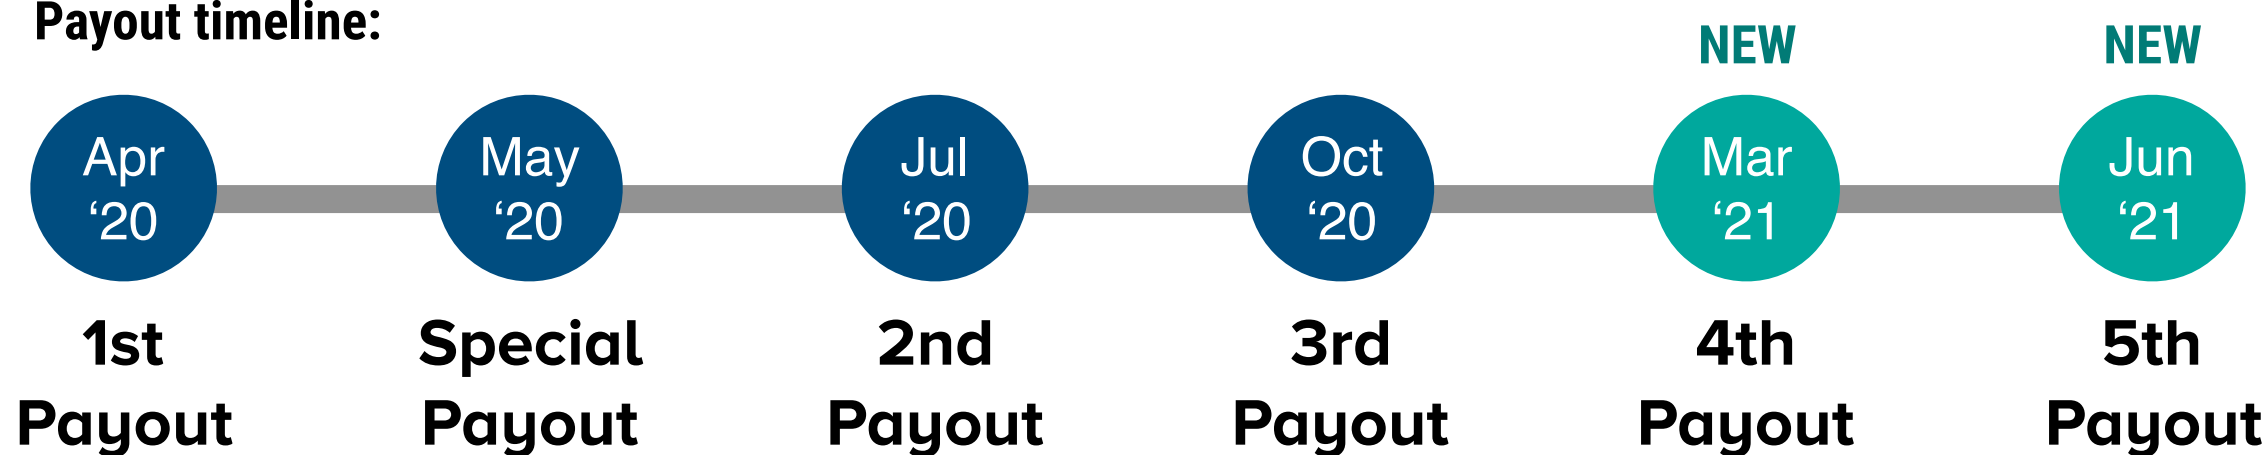 Payout timeline:
NEW
NEW
Apr
‘20
May
‘20
Jul
‘20
Oct
‘20
Mar
‘21
Jun
‘21
1st
Payout
Special
Payout
2nd
Payout
3rd
Payout
4th
Payout
5th
Payout